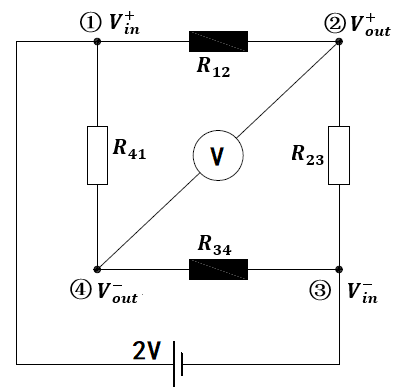 ① V⁺in ② V⁺out
R12
R41 V R23
R34
④ V⁻out ③ V⁻in
2V